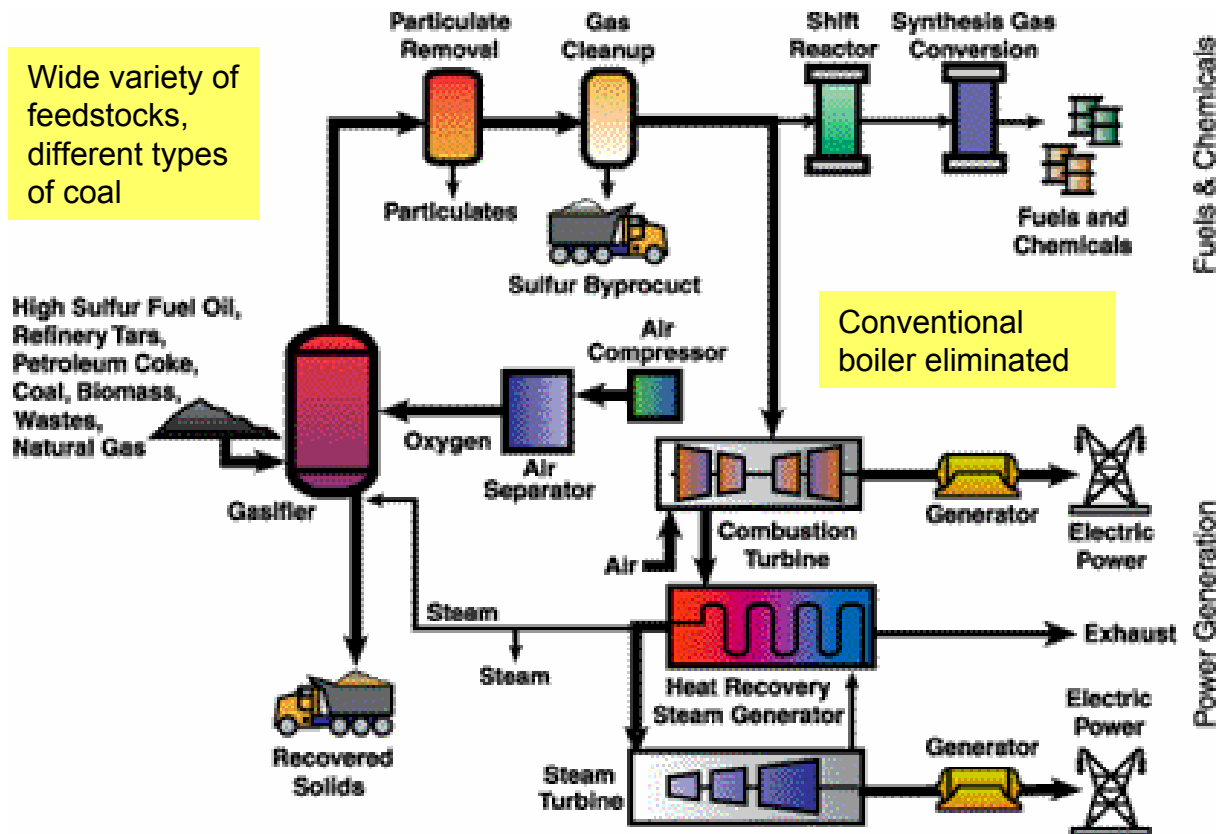 Wide variety of
feedstocks,
different types
of coal
Particulate
Removal
Gas
Cleanup
Shift
Reactor
Synthesis Gas
Conversion
Fuels & Chemicals
Particulates
Sulfur Byprocuct
Fuels and
Chemicals
High Sulfur Fuel Oil,
Refinery Tars,
Petroleum Coke,
Coal, Biomass,
Wastes,
Natural Gas
Air
Compressor
Conventional
boiler eliminated
Oxygen
Air
Separator
Gasifier
Combustion
Turbine
Generator
Electric
Power
Air
Steam
Steam
Exhaust
Power Generation
Heat Recovery
Steam Generator
Recovered
Solids
Steam
Turbine
Generator
Electric
Power